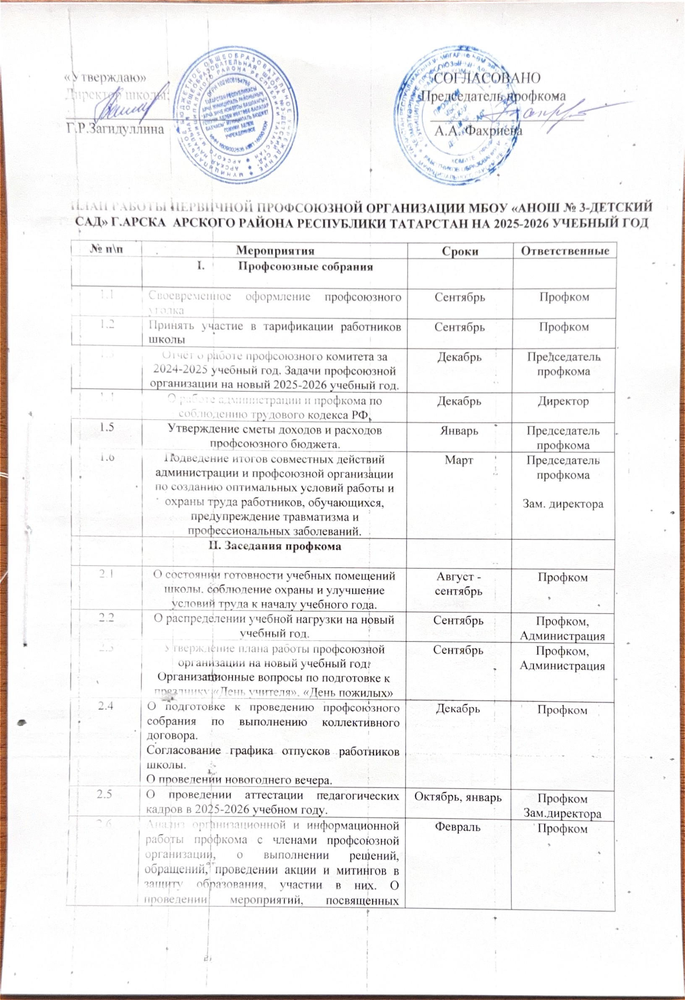 «Утверждаю»
Директор школы:
Г.Р.Загидуллина
СОГЛАСОВАНО
Председатель профкома
А.А. Фахриева
ПЛАН РАБОТЫ ПЕРВИЧНОЙ ПРОФСОЮЗНОЙ ОРГАНИЗАЦИИ МБОУ «АНОШ № 3-ДЕТСКИЙ
САД» Г.АРСКА АРСКОГО РАЙОНА РЕСПУБЛИКИ ТАТАРСТАН НА 2025-2026 УЧЕБНЫЙ ГОД
№ п\п Мероприятия Сроки Ответственные
I. Профсоюзные собрания
1.1 Своевременное оформление профсоюзного Сентябрь Профком
уголка
1.2 Принять участие в тарификации работников Сентябрь Профком
школы
1.3 Отчет о работе профсоюзного комитета за Декабрь Председатель
2024-2025 учебный год. Задачи профсоюзной профкома
организации на новый 2025-2026 учебный год.
1.4 О работе администрации и профкома по Декабрь Директор
соблюдению трудового кодекса РФ,
1.5 Утверждение сметы доходов и расходов Январь Председатель
профсоюзного бюджета. профкома
1.6 Подведение итогов совместных действий Март Председатель
администрации и профсоюзной организации профкома
по созданию оптимальных условий работы и
охраны труда работников, обучающихся, Зам. директора
предупреждение травматизма и
профессиональных заболеваний.
II. Заседания профкома
2.1 О состоянии готовности учебных помещений Август - Профком
школы. соблюдение охраны и улучшение сентябрь
условий труда к началу учебного года.
2.2 О распределении учебной нагрузки на новый Сентябрь Профком,
учебный год. Администрация
2.3 Утверждение плана работы профсоюзной Сентябрь Профком,
организации на новый учебный год. Администрация
Организационные вопросы по подготовке к
празднику «День учителя». «День пожилых»
2.4 О подготовке к проведению профсоюзного Декабрь Профком
собрания по выполнению коллективного
договора.
Согласование графика отпусков работников
школы.
О проведении новогоднего вечера.
2.5 О проведении аттестации педагогических Октябрь, январь Профком
кадров в 2025-2026 учебном году. Зам.директора
2.6 Анализ организационной и информационной Февраль Профком
работы профкома с членами профсоюзной
организации, о выполнении решений,
обращений, проведении акции и митингов в
защиту образования, участии в них. О
проведении мероприятий, посвященных